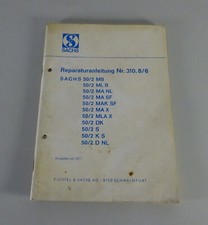 SACHS
Reparaturanleitung Nr. 310.8/6
SACHS 50/2 MB
50/2 ML B
50/2 MA NL
50/2 MA SF
50/2 MAK SF
50/2 MA X
50/2 MLA X
50/2 DK
50/2 S
50/2 K S
50/2 D NL
FICHTEL & SACHS AG · 8720 SCHWEINFURT